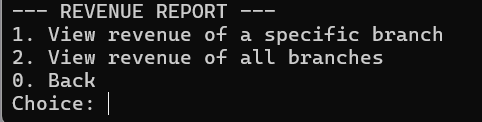 --- REVENUE REPORT ---
1. View revenue of a specific branch
2. View revenue of all branches
0. Back
Choice: